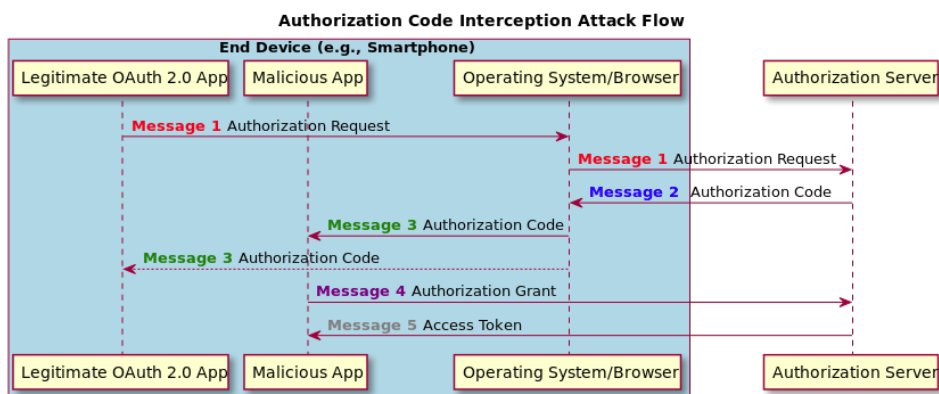 Authorization Code Interception Attack Flow
End Device (e.g., Smartphone)
Legitimate OAuth 2.0 App
Malicious App
Operating System/Browser
Authorization Server
Message 1 Authorization Request
Message 1 Authorization Request
Message 2 Authorization Code
Message 3 Authorization Code
Message 3 Authorization Code
Message 4 Authorization Grant
Message 5 Access Token
Legitimate OAuth 2.0 App
Malicious App
Operating System/Browser
Authorization Server